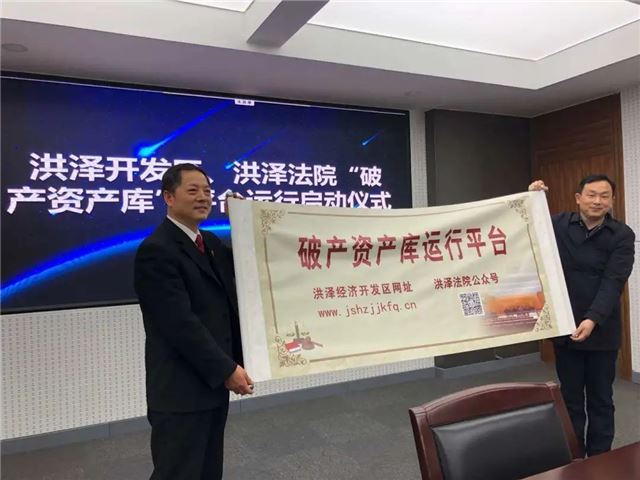 洪泽开发区、洪泽法院“破
产资产库”平台运行启动仪式
破产资产库运行平台
洪泽经济开发区网址
洪泽法院公众号
www.jshzjjkfq.cn